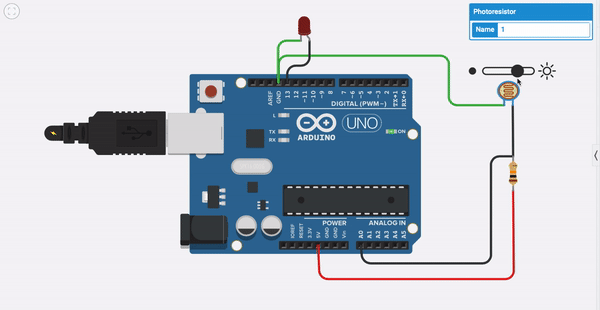 Photoresistor
Name 1
AREF
GND
13
12
~11
~10
~9
8
7
~6
~5
4
~3
2
TX→1
RX←0
DIGITAL (PWM~)
L
TX
RX
UNO
ON
ARDUINO
POWER
ANALOG IN
IOREF
RESET
3.3V
5V
GND
GND
Vin
A0
A1
A2
A3
A4
A5